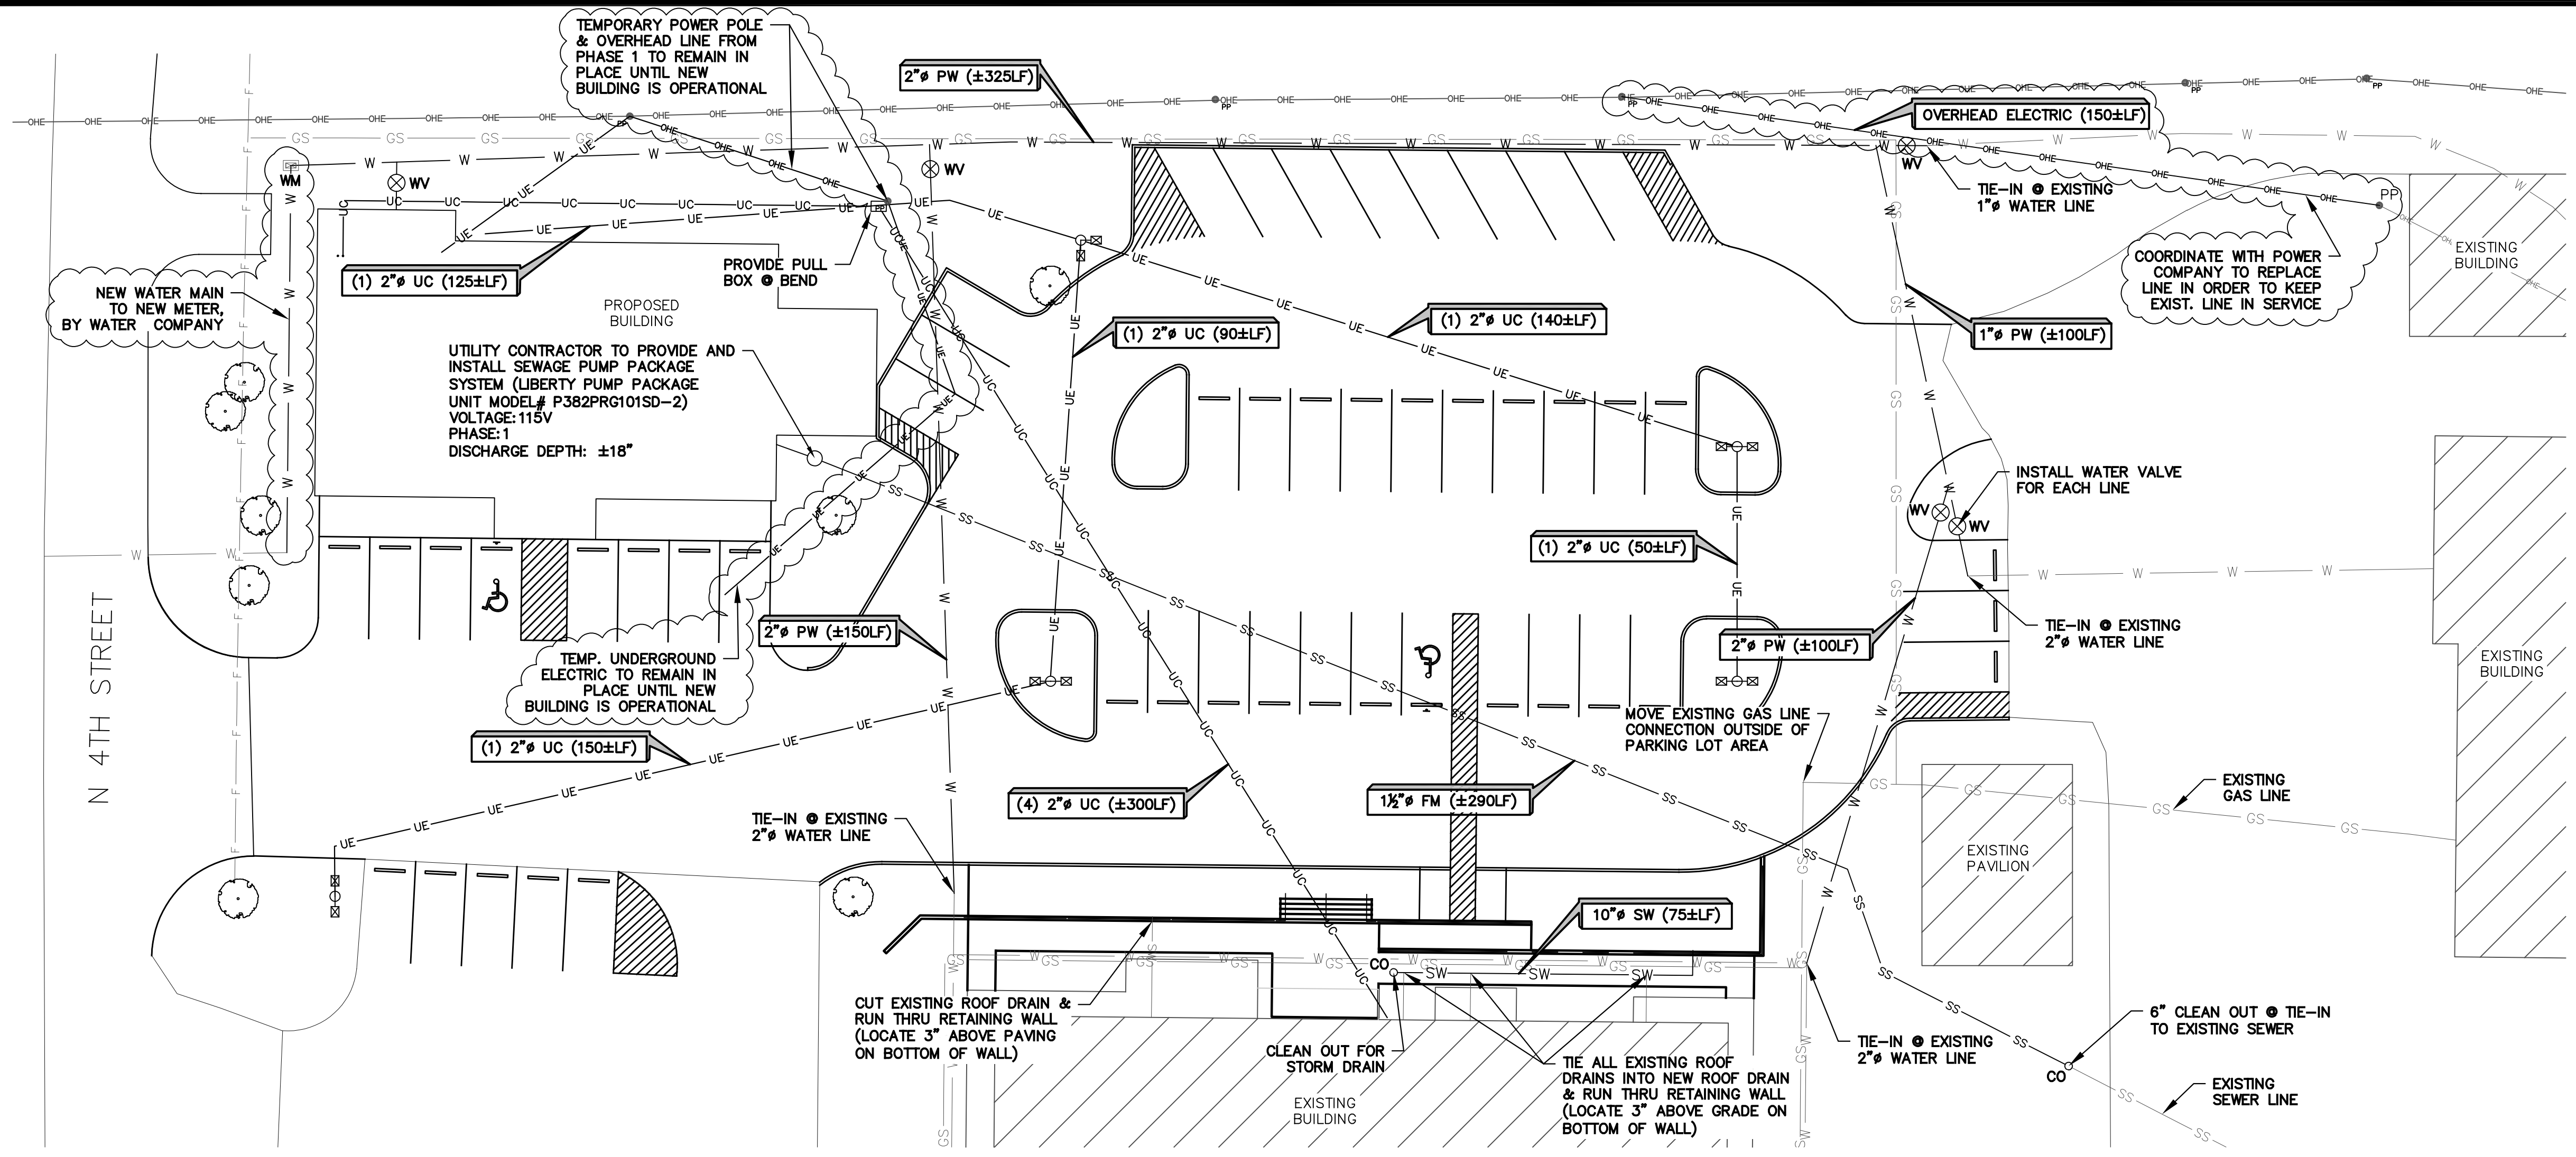 TEMPORARY POWER POLE
& OVERHEAD LINE FROM
PHASE 1 TO REMAIN IN
PLACE UNTIL NEW
BUILDING IS OPERATIONAL
2"ø PW (±325LF)
OVERHEAD ELECTRIC (150±LF)
PP
PP
PP
PP
PP
PP
WM
WV
WV
WV
TIE-IN @ EXISTING
1"ø WATER LINE
PP
EXISTING
BUILDING
COORDINATE WITH POWER
COMPANY TO REPLACE
LINE IN ORDER TO KEEP
EXIST. LINE IN SERVICE
(1) 2"ø UC (125±LF)
PROVIDE PULL
BOX @ BEND
NEW WATER MAIN
TO NEW METER,
BY WATER COMPANY
PROPOSED
BUILDING
(1) 2"ø UC (90±LF)
(1) 2"ø UC (140±LF)
1"ø PW (±100LF)
UTILITY CONTRACTOR TO PROVIDE AND
INSTALL SEWAGE PUMP PACKAGE
SYSTEM (LIBERTY PUMP PACKAGE
UNIT MODEL# P382PRG101SD-2)
VOLTAGE:115V
PHASE:1
DISCHARGE DEPTH: ±18"
INSTALL WATER VALVE
FOR EACH LINE
WV
WV
(1) 2"ø UC (50±LF)
2"ø PW (±150LF)
2"ø PW (±100LF)
TIE-IN @ EXISTING
2"ø WATER LINE
EXISTING
BUILDING
TEMP. UNDERGROUND
ELECTRIC TO REMAIN IN
PLACE UNTIL NEW
BUILDING IS OPERATIONAL
N 4TH STREET
MOVE EXISTING GAS LINE
CONNECTION OUTSIDE OF
PARKING LOT AREA
(1) 2"ø UC (150±LF)
(4) 2"ø UC (±300LF)
1½"ø FM (±290LF)
EXISTING
GAS LINE
TIE-IN @ EXISTING
2"ø WATER LINE
EXISTING
PAVILION
10"ø SW (75±LF)
CO
SW
SW
SW
CUT EXISTING ROOF DRAIN &
RUN THRU RETAINING WALL
(LOCATE 3" ABOVE PAVING
ON BOTTOM OF WALL)
CLEAN OUT FOR
STORM DRAIN
EXISTING
BUILDING
TIE ALL EXISTING ROOF
DRAINS INTO NEW ROOF DRAIN
& RUN THRU RETAINING WALL
(LOCATE 3" ABOVE GRADE ON
BOTTOM OF WALL)
TIE-IN @ EXISTING
2"ø WATER LINE
6" CLEAN OUT @ TIE-IN
TO EXISTING SEWER
CO
EXISTING
SEWER LINE